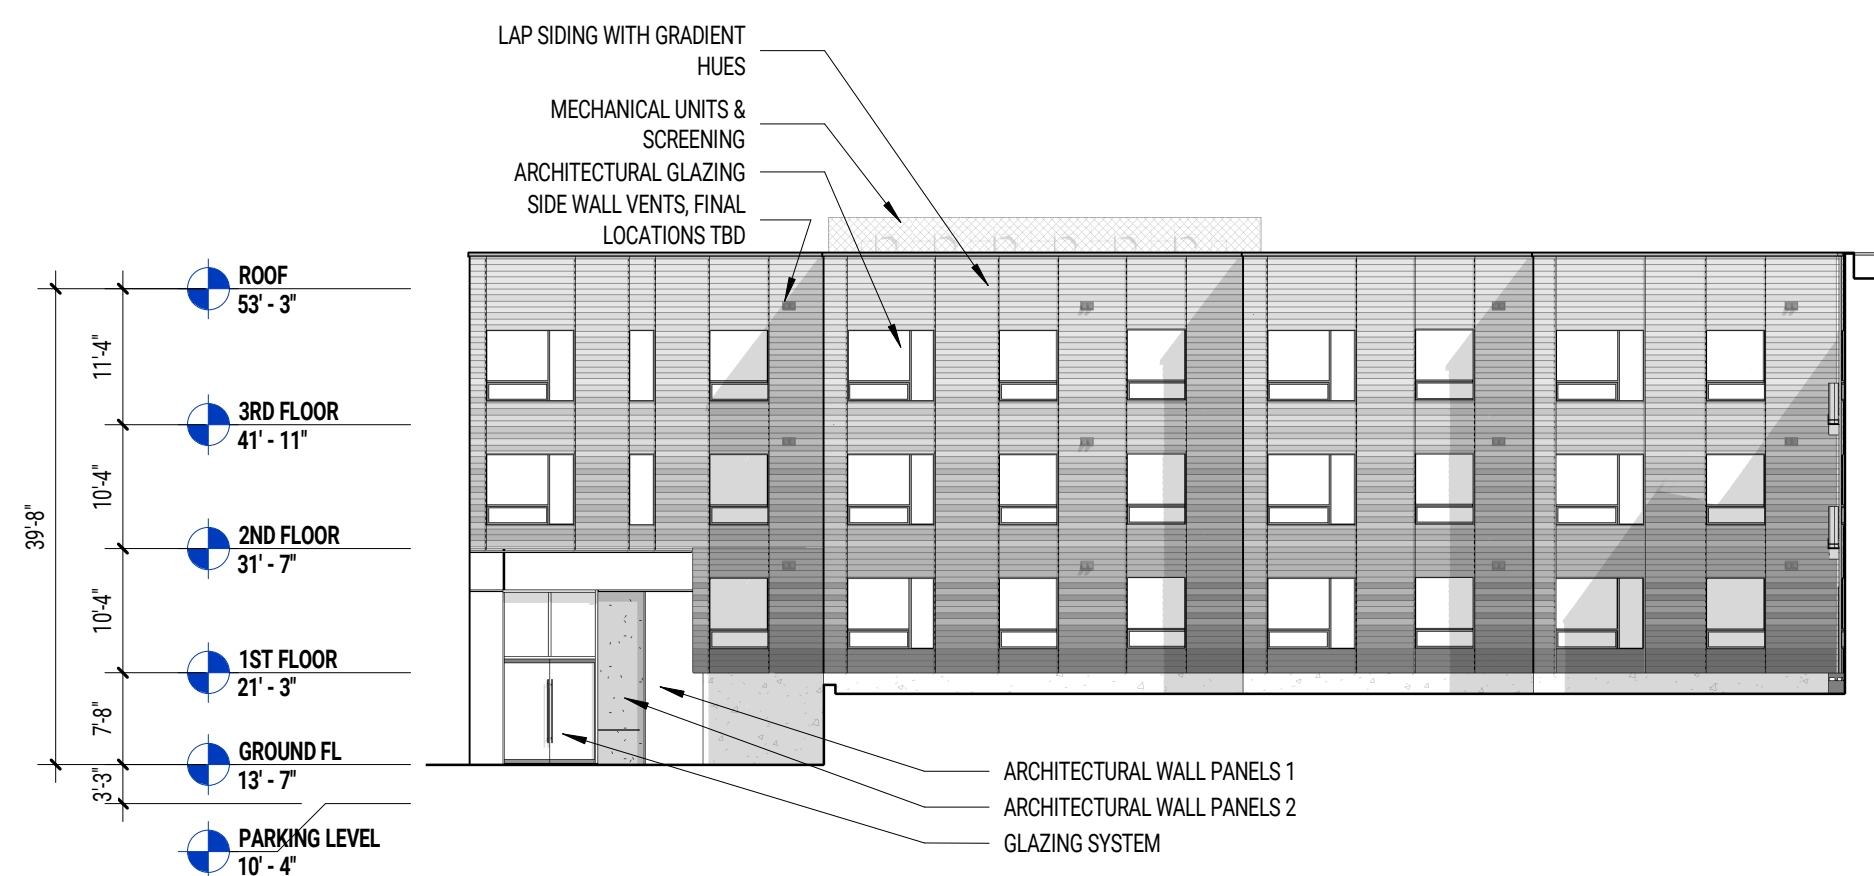 LAP SIDING WITH GRADIENT
HUES
MECHANICAL UNITS &
SCREENING
ARCHITECTURAL GLAZING
SIDE WALL VENTS, FINAL
LOCATIONS TBD
ROOF
53' - 3"
11'-4"
3RD FLOOR
41' - 11"
10'-4"
39'-8"
2ND FLOOR
31' - 7"
10'-4"
1ST FLOOR
21' - 3"
7'-8"
GROUND FL
13' - 7"
3'-3"
PARKING LEVEL
10' - 4"
ARCHITECTURAL WALL PANELS 1
ARCHITECTURAL WALL PANELS 2
GLAZING SYSTEM